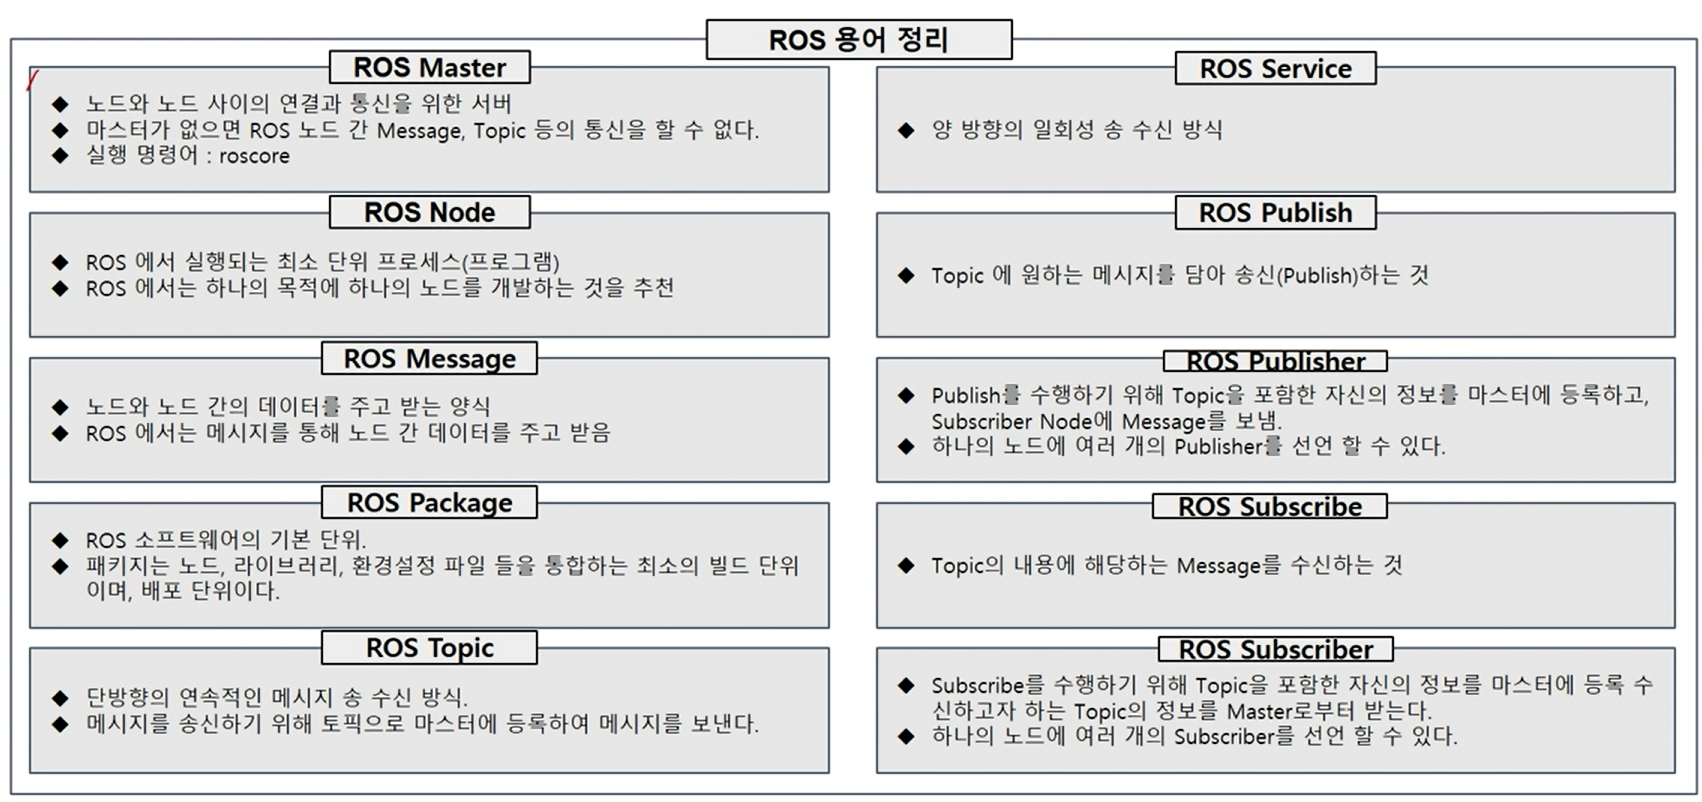 ROS 용어 정리
ROS Master
◆ 노드와 노드 사이의 연결과 통신을 위한 서버
◆ 마스터가 없으면 ROS 노드 간 Message, Topic 등의 통신을 할 수 없다.
◆ 실행 명령어 : roscore
ROS Node
◆ ROS 에서 실행되는 최소 단위 프로세스(프로그램)
◆ ROS 에서는 하나의 목적에 하나의 노드를 개발하는 것을 추천
ROS Message
◆ 노드와 노드 간의 데이터를 주고 받는 양식
◆ ROS 에서는 메시지를 통해 노드 간 데이터를 주고 받음
ROS Package
◆ ROS 소프트웨어의 기본 단위.
◆ 패키지는 노드, 라이브러리, 환경설정 파일 들을 통합하는 최소의 빌드 단위
이며, 배포 단위이다.
ROS Topic
◆ 단방향의 연속적인 메시지 송 수신 방식.
◆ 메시지를 송신하기 위해 토픽으로 마스터에 등록하여 메시지를 보낸다.
ROS Service
◆ 양 방향의 일회성 송 수신 방식
ROS Publish
◆ Topic 에 원하는 메시지를 담아 송신(Publish)하는 것
ROS Publisher
◆ Publish를 수행하기 위해 Topic을 포함한 자신의 정보를 마스터에 등록하고,
Subscriber Node에 Message를 보냄.
◆ 하나의 노드에 여러 개의 Publisher를 선언 할 수 있다.
ROS Subscribe
◆ Topic의 내용에 해당하는 Message를 수신하는 것
ROS Subscriber
◆ Subscribe를 수행하기 위해 Topic을 포함한 자신의 정보를 마스터에 등록 수
신하고자 하는 Topic의 정보를 Master로부터 받는다.
◆ 하나의 노드에 여러 개의 Subscriber를 선언 할 수 있다.